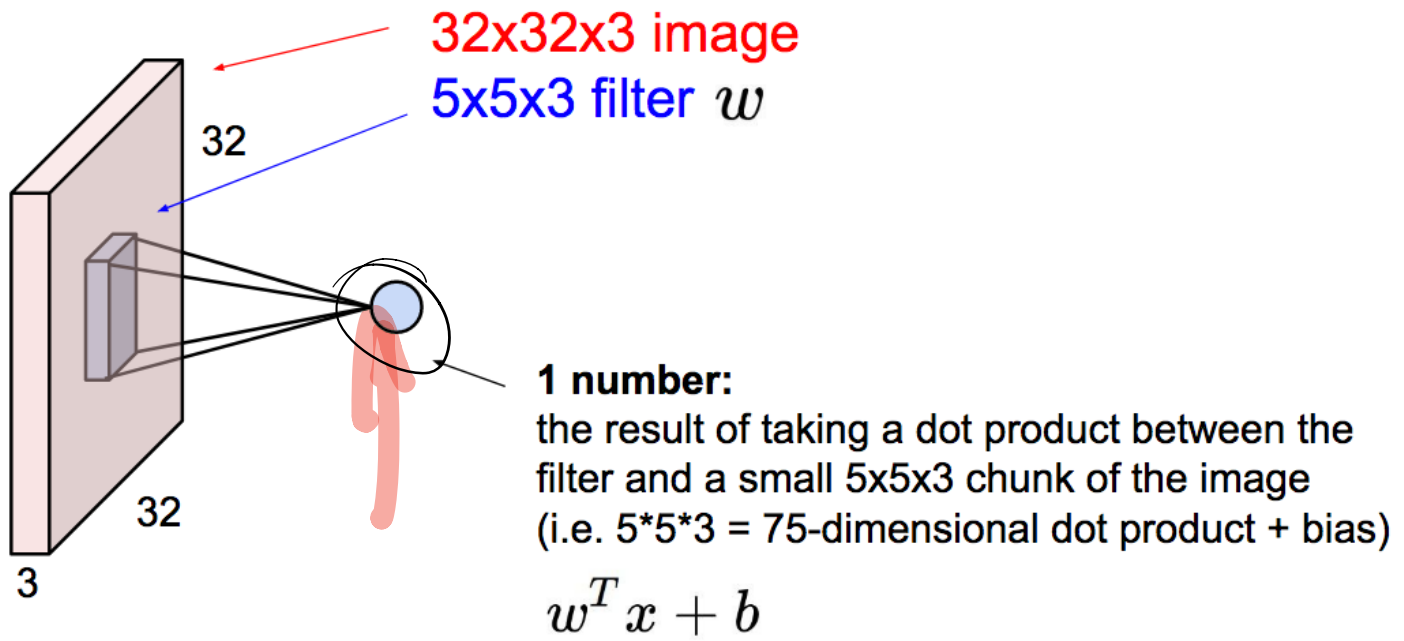 32x32x3 image
5x5x3 filter w
32
1 number:
the result of taking a dot product between the
filter and a small 5x5x3 chunk of the image
(i.e. 5*5*3 = 75-dimensional dot product + bias)
32
3
w^T x + b